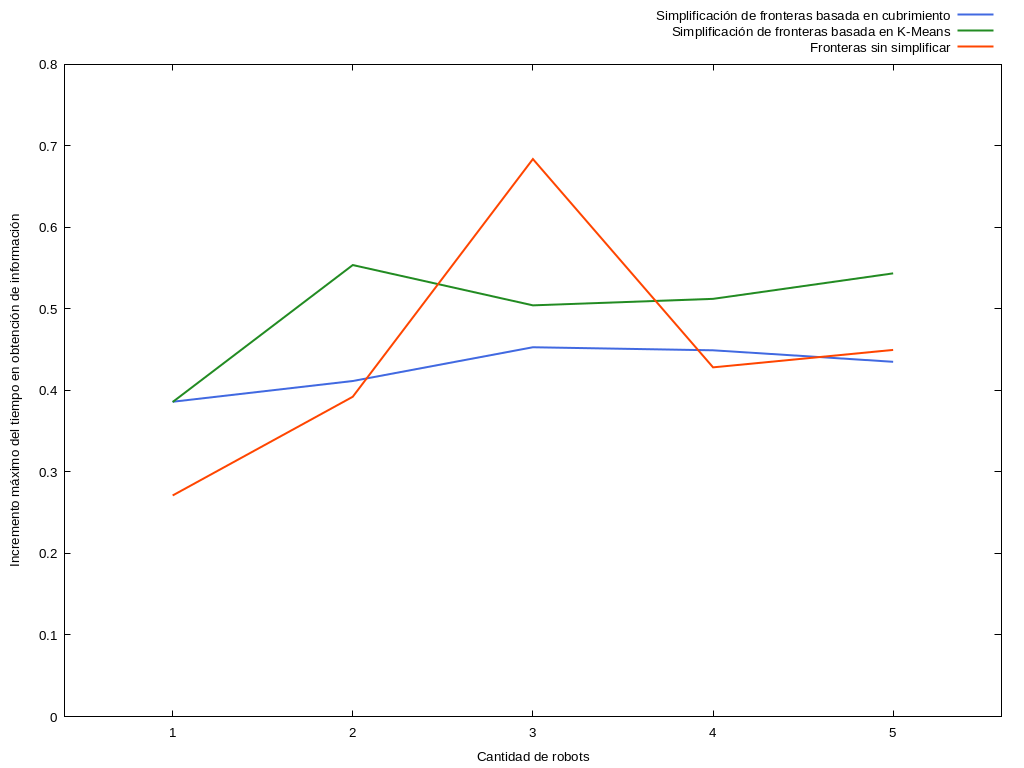 Simplificación de fronteras basada en cubrimiento
Simplificación de fronteras basada en K-Means
Fronteras sin simplificar
0.8
0.7
0.6
0.5
0.4
0.3
0.2
0.1
0
Incremento máximo del tiempo en obtención de información
1 2 3 4 5
Cantidad de robots